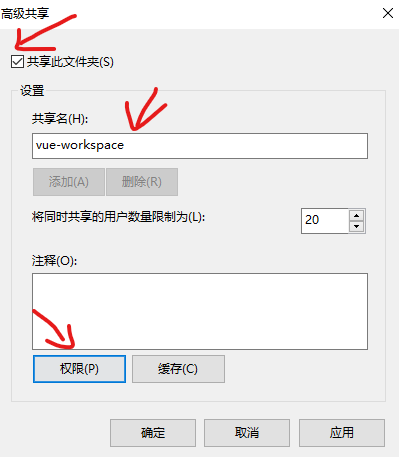 高级共享
共享此文件夹(S)
设置
共享名(H):
vue-workspace
添加(A) 删除(R)
将同时共享的用户数量限制为(L): 20
注释(O):
权限(P) 缓存(C)
确定 取消 应用